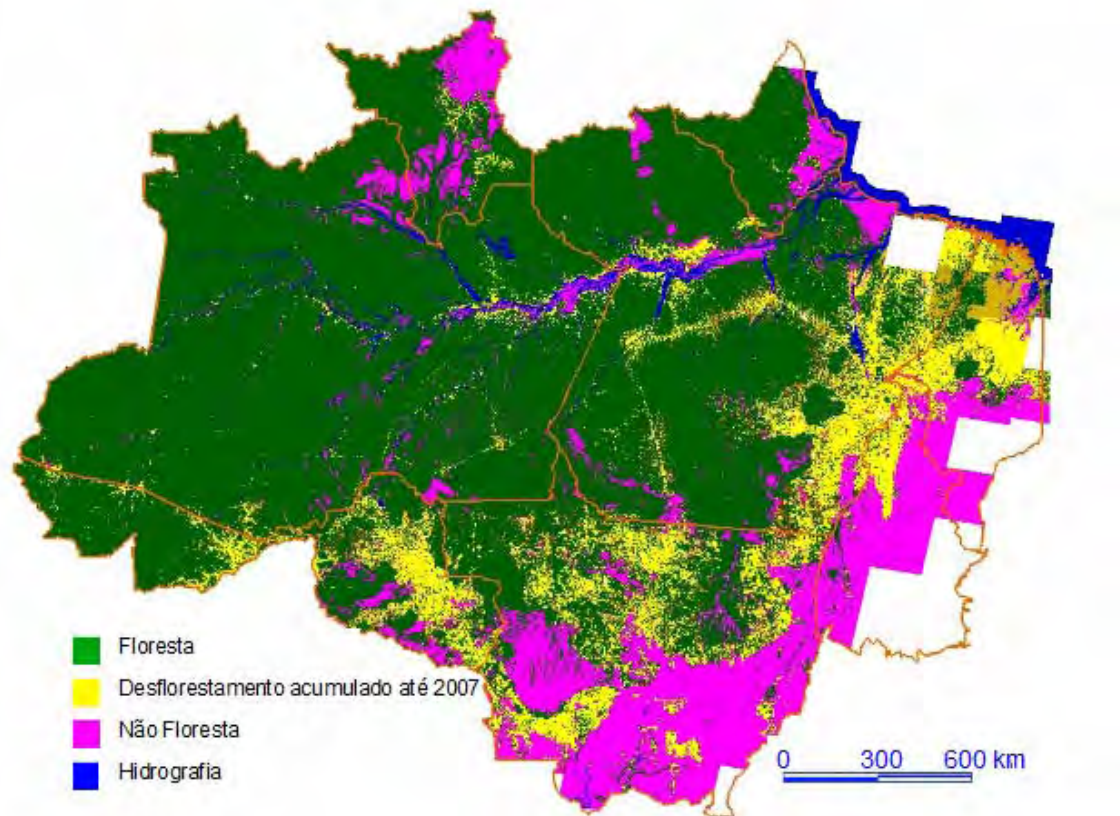 Floresta
Desflorestamento acumulado até 2007
Não Floresta
Hidrografia
0 300 600 km